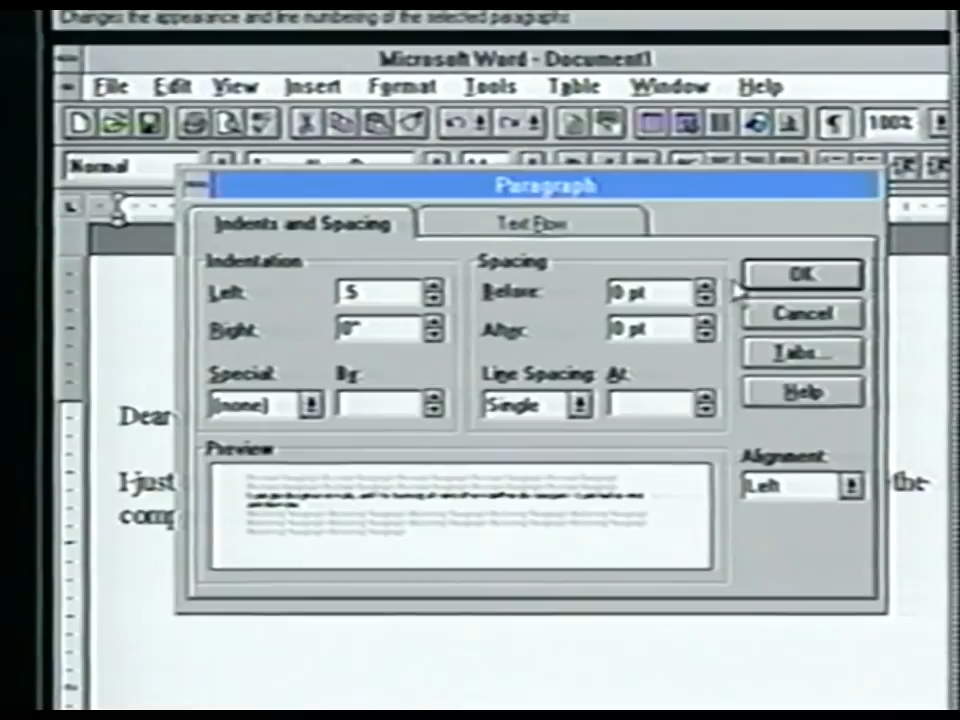 Changes the appearance and line numbering of the selected paragraphs
Microsoft Word - Document1
File Edit View Insert Format Tools Table Window Help
100%
Normal
Paragraph
Indents and Spacing Text Flow
Indentation Spacing
Left: .5 Before: 0 pt OK
Right: 0" After: 0 pt Cancel
Special: By: Line Spacing: At: Tabs...
(none) Single Help
Preview Alignment:
Left
Dear
I just the
comp